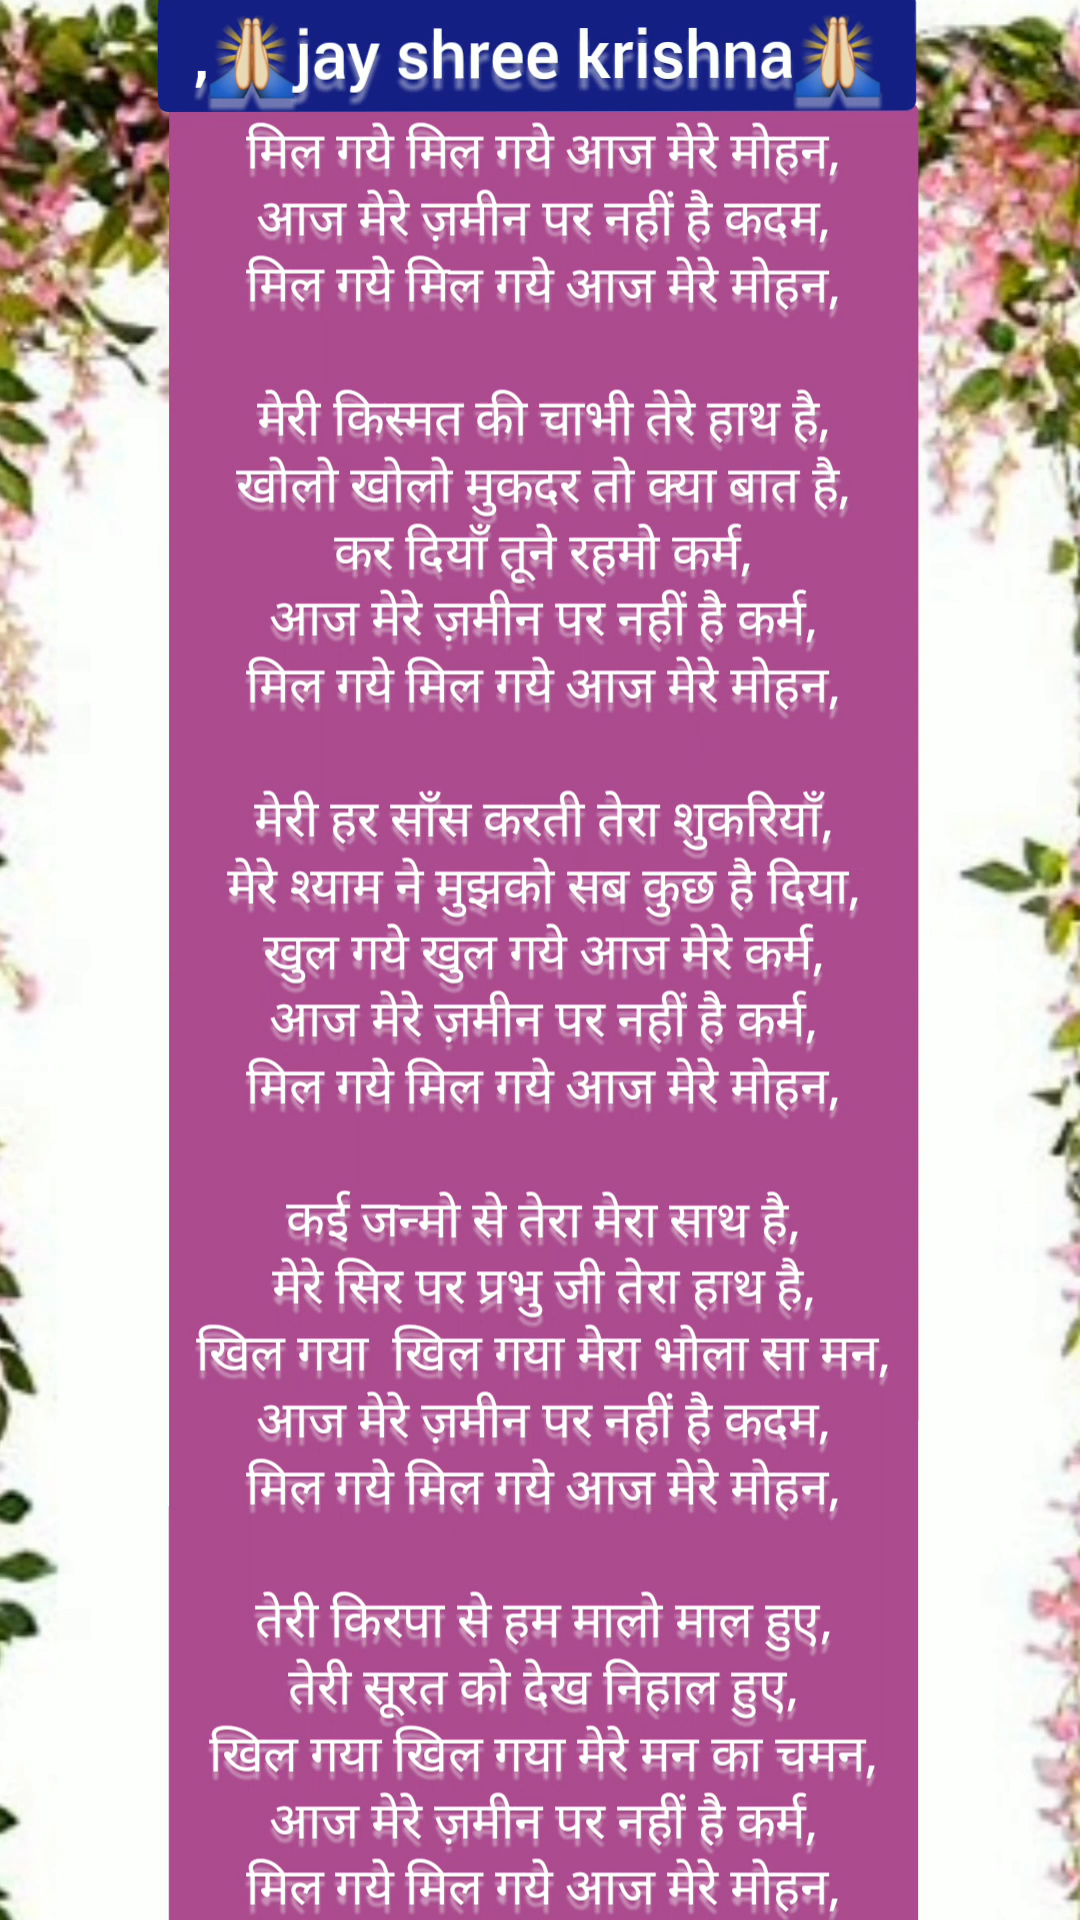 ,🙏jay shree krishna🙏
मिल गये मिल गये आज मेरे मोहन,
आज मेरे ज़मीन पर नहीं है कदम,
मिल गये मिल गये आज मेरे मोहन,
मेरी किस्मत की चाभी तेरे हाथ है,
खोलो खोलो मुकदर तो क्या बात है,
कर दियाँ तूने रहमो कर्म,
आज मेरे ज़मीन पर नहीं है कर्म,
मिल गये मिल गये आज मेरे मोहन,
मेरी हर साँस करती तेरा शुकरियाँ,
मेरे श्याम ने मुझको सब कुछ है दिया,
खुल गये खुल गये आज मेरे कर्म,
आज मेरे ज़मीन पर नहीं है कर्म,
मिल गये मिल गये आज मेरे मोहन,
कई जन्मो से तेरा मेरा साथ है,
मेरे सिर पर प्रभु जी तेरा हाथ है,
खिल गया  खिल गया मेरा भोला सा मन,
आज मेरे ज़मीन पर नहीं है कदम,
मिल गये मिल गये आज मेरे मोहन,
तेरी किरपा से हम मालो माल हुए,
तेरी सूरत को देख निहाल हुए,
खिल गया खिल गया मेरे मन का चमन,
आज मेरे ज़मीन पर नहीं है कर्म,
मिल गये मिल गये आज मेरे मोहन,